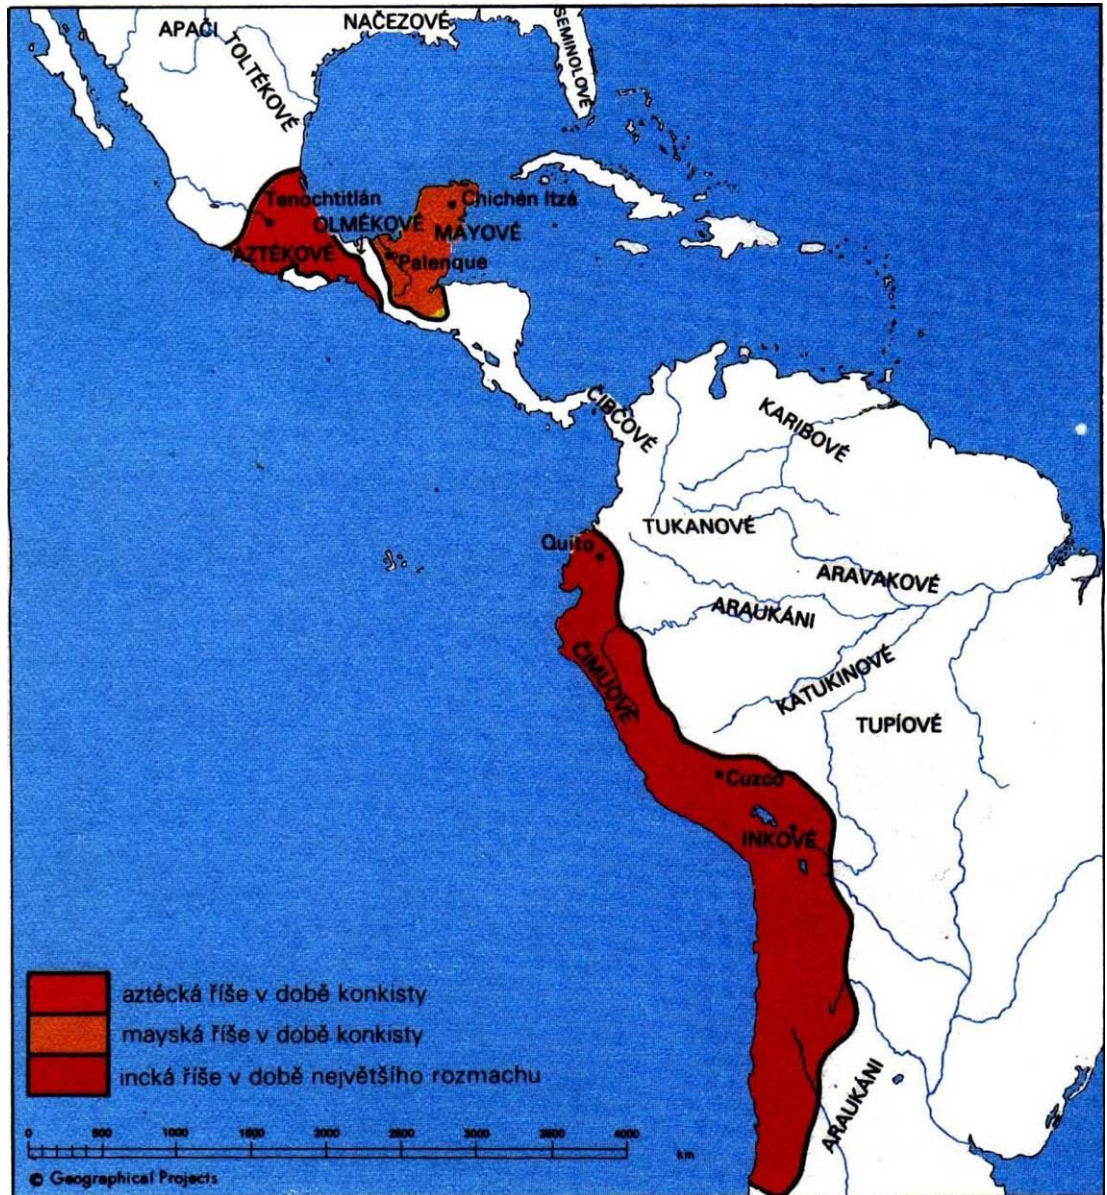 APAČI
NAČEZOVÉ
SEMINOLOVÉ
TOLTÉKOVÉ
Tenochtitlán
Chichén Itzá
OLMÉKOVÉ
MAYOVÉ
AZTÉKOVÉ
Palenque
ČIBČOVÉ
KARIBOVÉ
TUKANOVÉ
Quito
ARAVAKOVÉ
ARAUKÁNI
ČIMUOVÉ
KATUKINOVÉ
TUPÍOVÉ
Cuzco
INKOVÉ
aztécká říše v době konkisty
mayská říše v době konkisty
incká říše v době největšího rozmachu
ARAUKÁNI
0 500 1000 1500 2000 2500 3000 3500 4000
km
© Geographical Projects